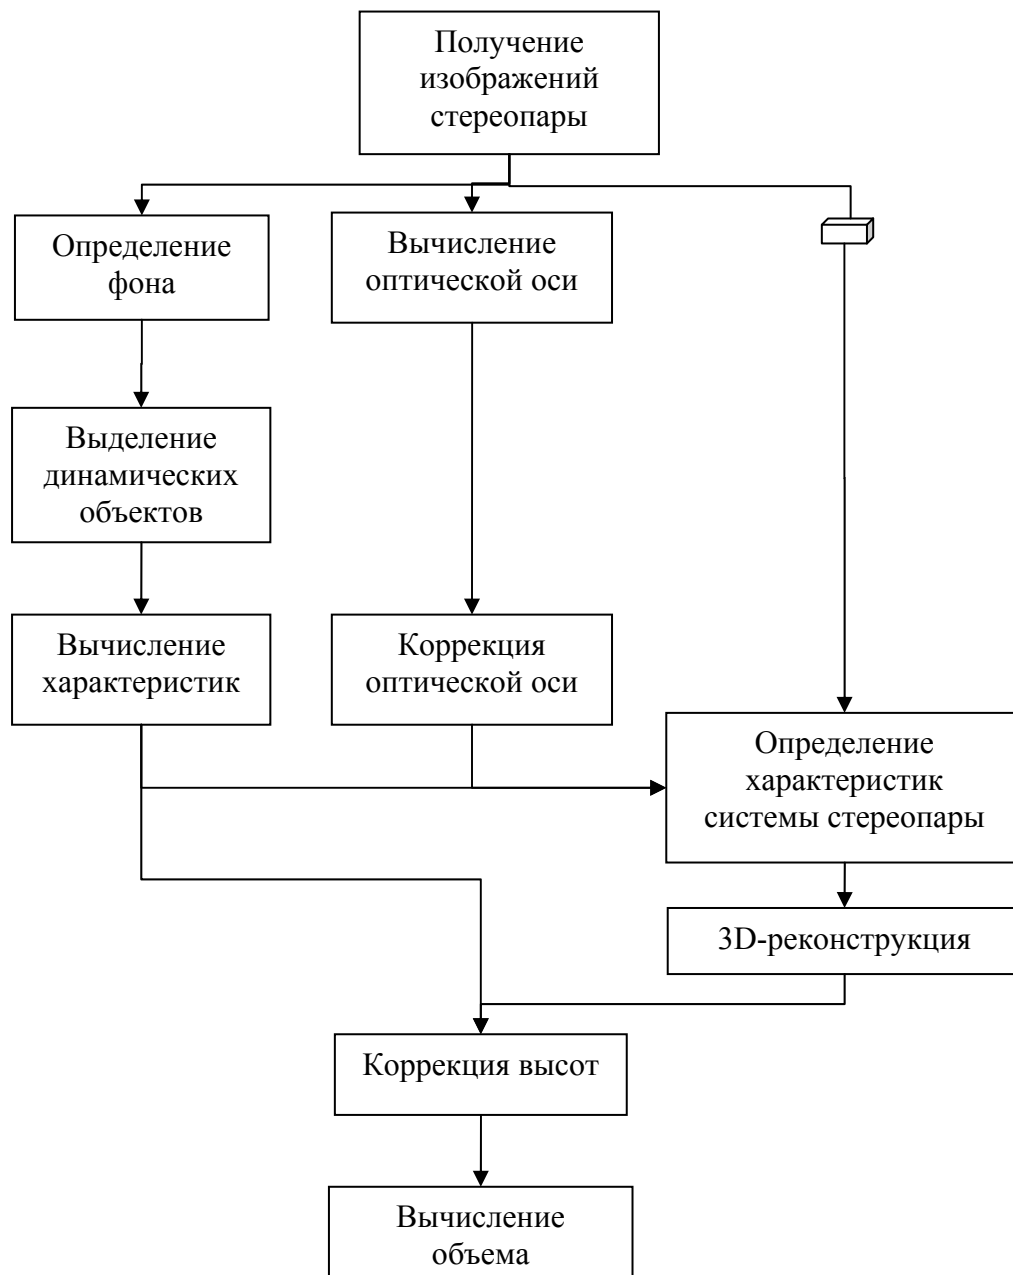 Получение
изображений
стереопары
Определение
фона
Вычисление
оптической оси
Выделение
динамических
объектов
Вычисление
характеристик
Коррекция
оптической оси
Определение
характеристик
системы стереопары
3D-реконструкция
Коррекция высот
Вычисление
объема